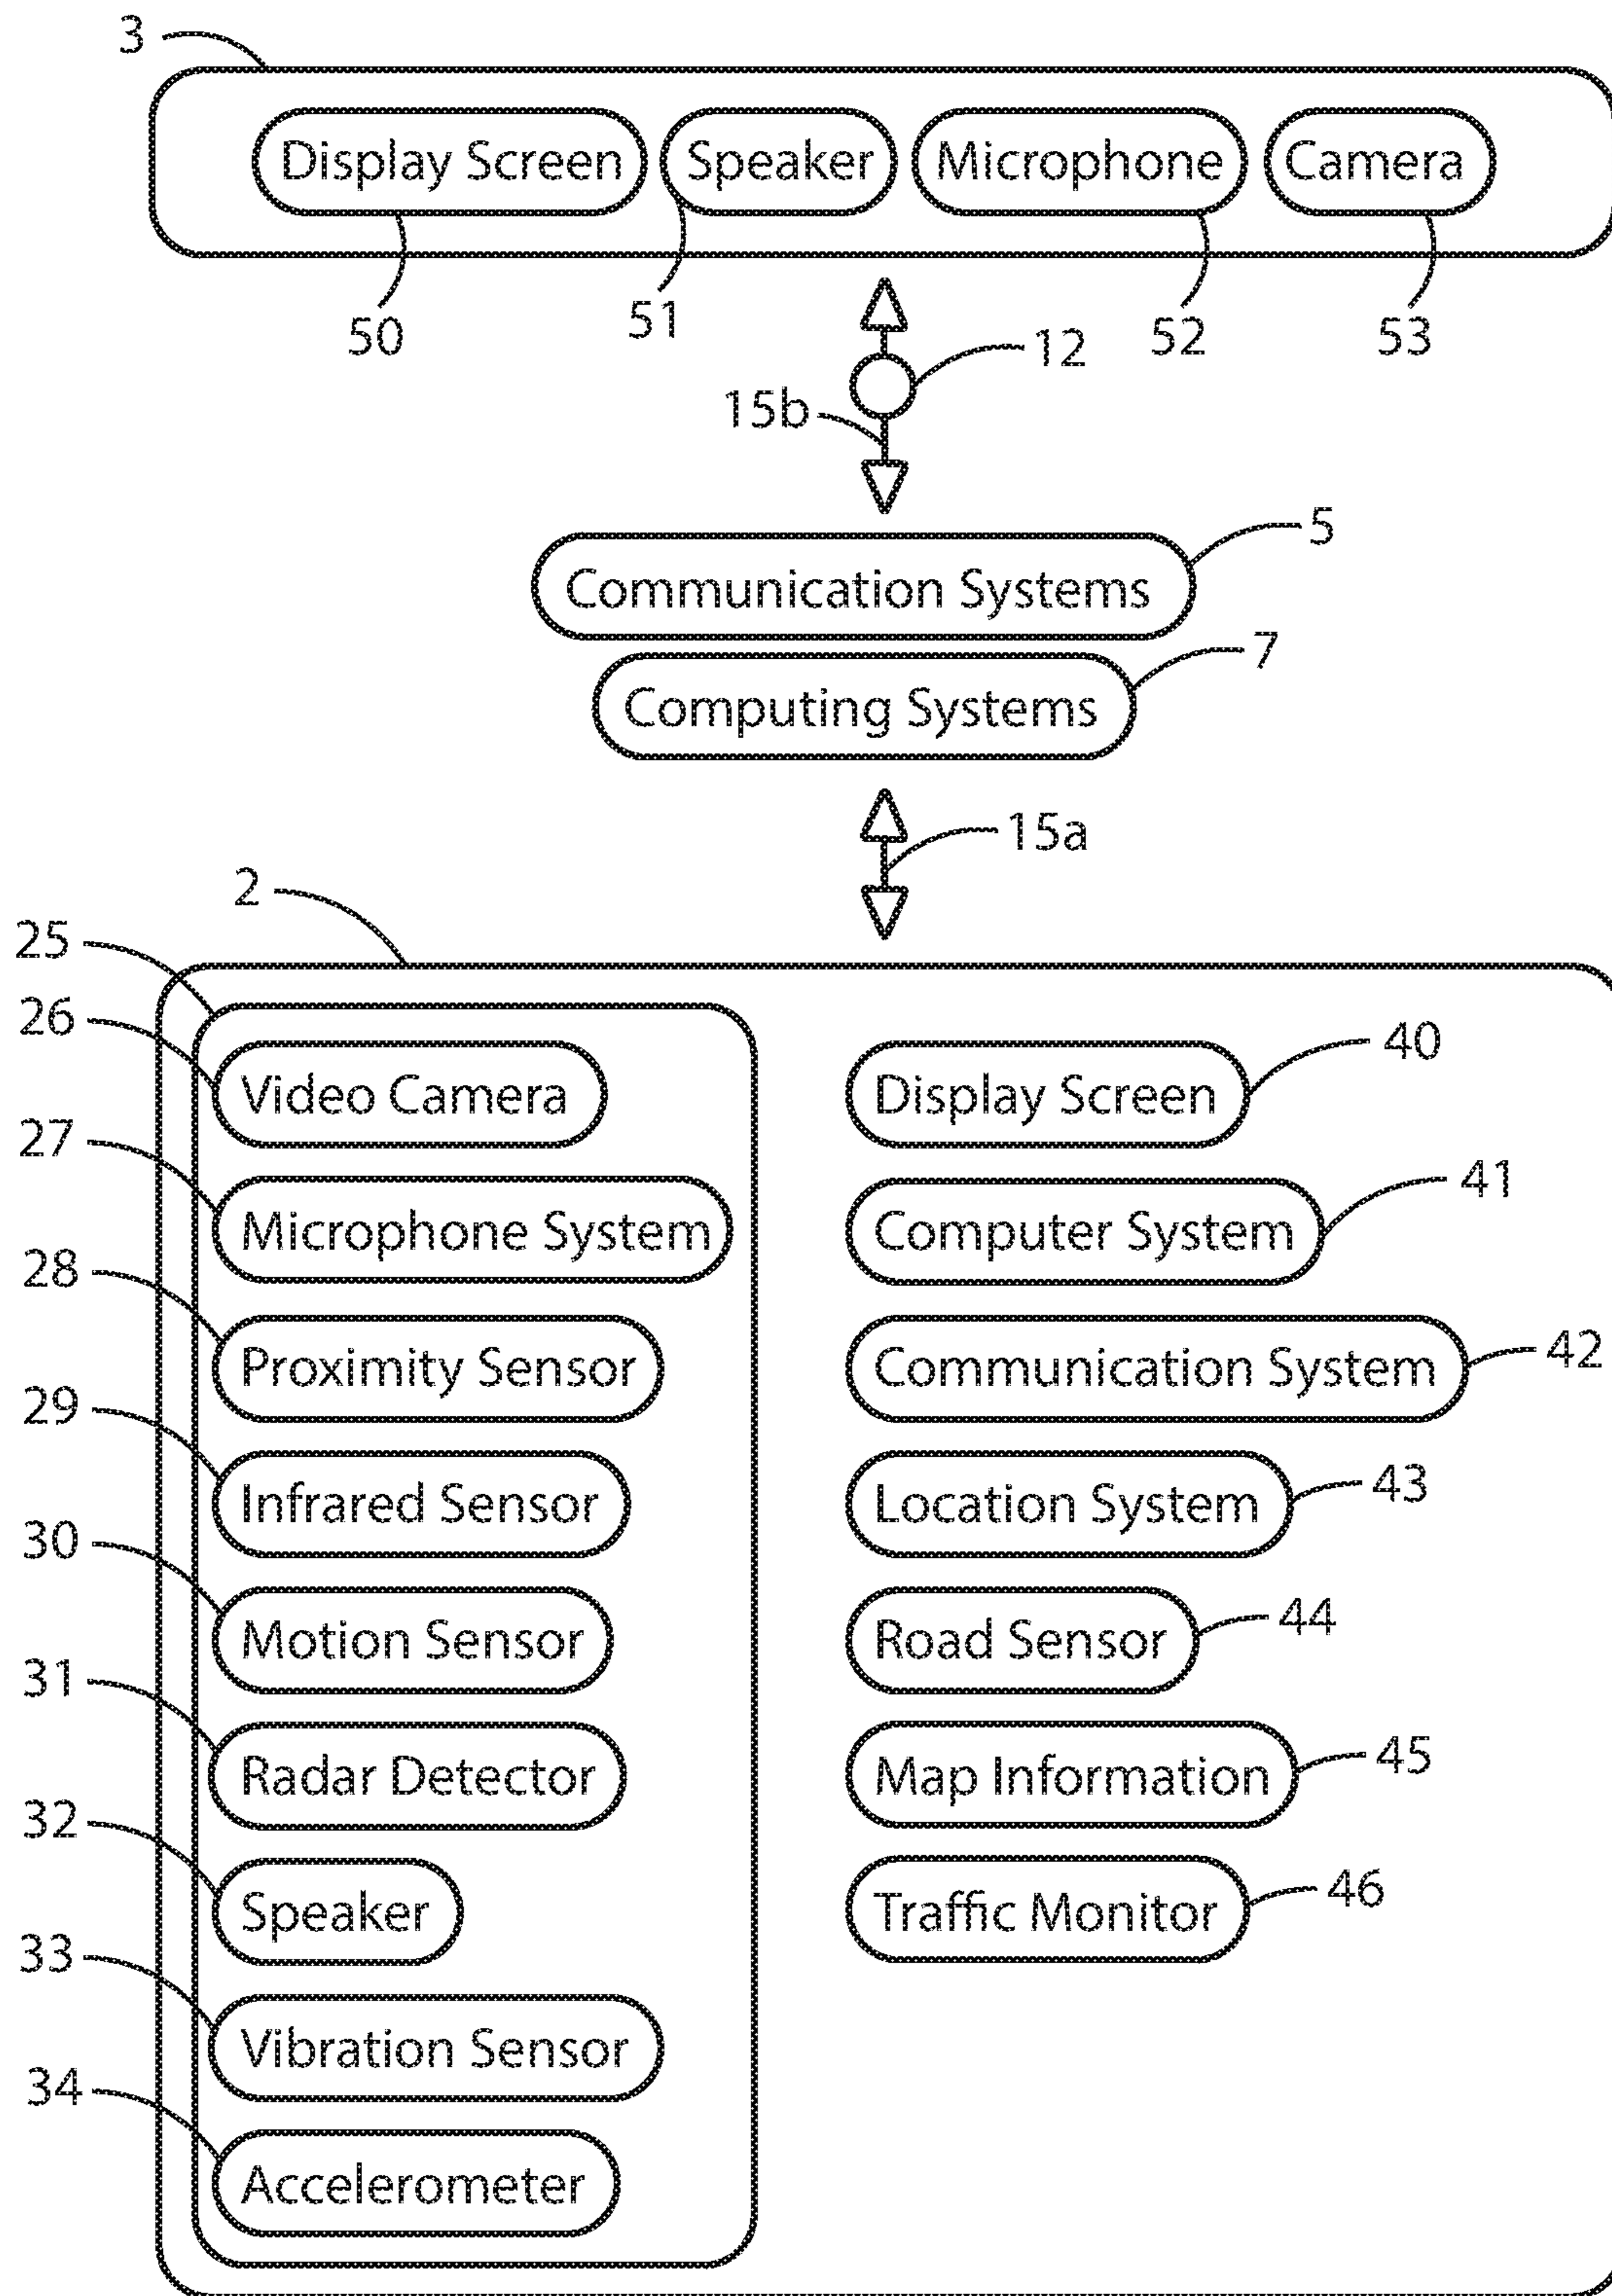 3
Display Screen Speaker Microphone Camera
50 51 52 53
12
15b
5
Communication Systems
7
Computing Systems
15a
2
25
26
Video Camera
27
Microphone System
28
Proximity Sensor
29
Infrared Sensor
30
Motion Sensor
31
Radar Detector
32
Speaker
33
Vibration Sensor
34
Accelerometer
40
Display Screen
41
Computer System
42
Communication System
43
Location System
44
Road Sensor
45
Map Information
46
Traffic Monitor